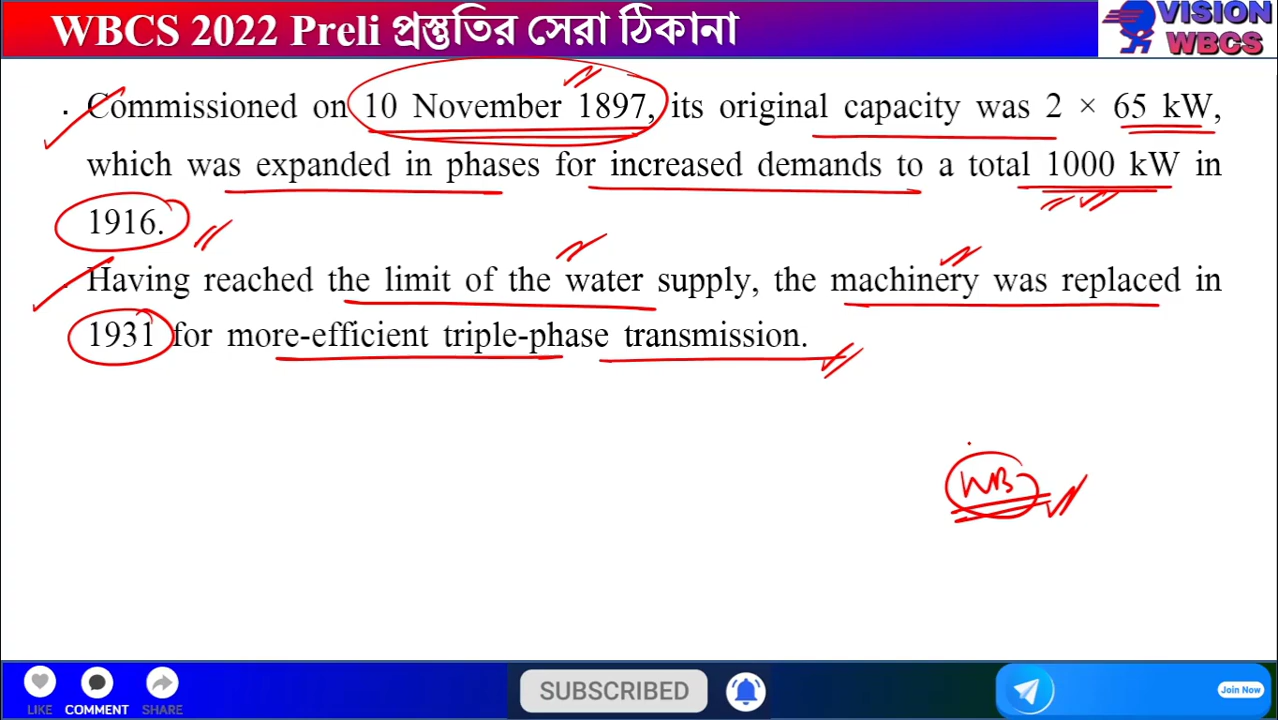 WBCS 2022 Preli প্রস্তুতির সেরা ঠিকানা
VISION
WBCS
. Commissioned on 10 November 1897, its original capacity was 2 × 65 kW,
which was expanded in phases for increased demands to a total 1000 kW in
1916.
. Having reached the limit of the water supply, the machinery was replaced in
1931 for more-efficient triple-phase transmission.
WB
LIKE
COMMENT
SHARE
SUBSCRIBED
Join Now